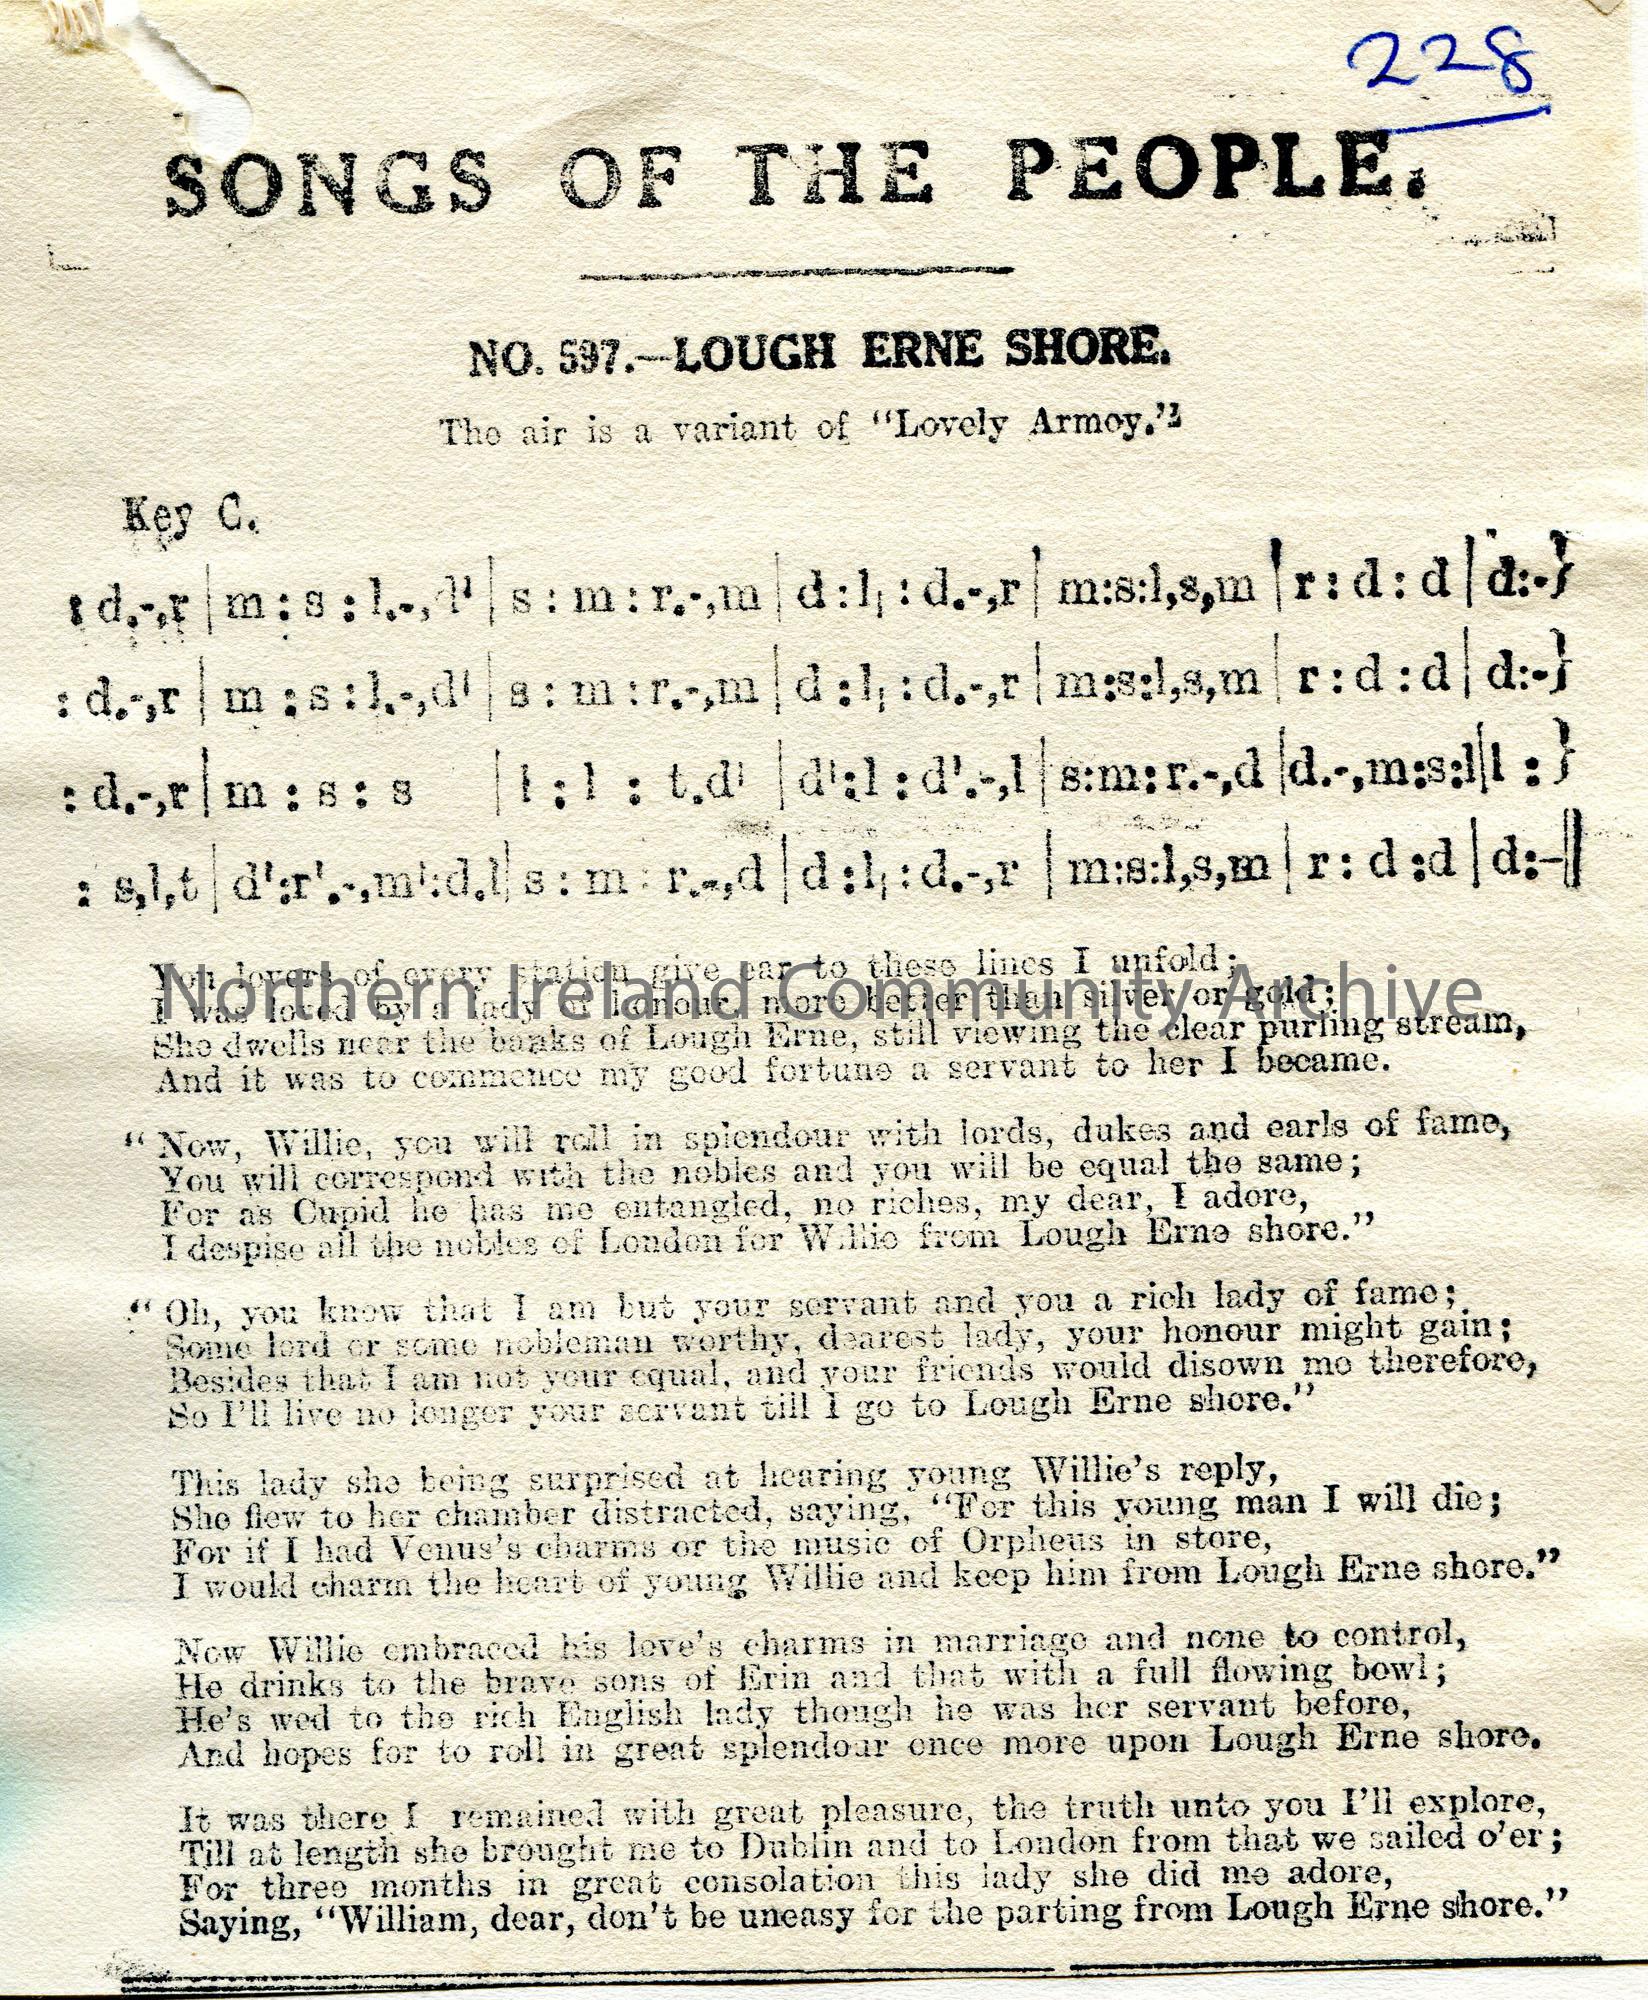 228
SONGS OF THE PEOPLE.
NO. 597.—LOUGH ERNE SHORE.
The air is a variant of "Lovely Armoy."
Key C.
: d.-,r | m : s : l.-,d' | s : m : r.-,m | d : l, : d.-,r | m:s:l,s,m | r : d : d | d:-}
: d.-,r | m : s : l.-,d' | s : m : r.-,m | d : l, : d.-,r | m:s:l,s,m | r : d : d | d:-}
: d.-,r | m : s : s | l : l : t.d' | d':l : d'.-,l | s:m:r.-,d | d.-,m:s:l | l : }
: s,l,t | d':r'.-,m':d.l | s : m : r.-,d | d : l, : d.-,r | m:s:l,s,m | r : d : d | d:-||
You lovers of every station give ear to these lines I unfold;
I was loved by a lady of honour, more better than silver or gold;
She dwells near the banks of Lough Erne, still viewing the clear purling stream,
And it was to commence my good fortune a servant to her I became.
"Now, Willie, you will roll in splendour with lords, dukes and earls of fame,
You will correspond with the nobles and you will be equal the same;
For as Cupid he has me entangled, no riches, my dear, I adore,
I despise all the nobles of London for Willie from Lough Erne shore."
"Oh, you know that I am but your servant and you a rich lady of fame;
Some lord or some nobleman worthy, dearest lady, your honour might gain;
Besides that I am not your equal, and your friends would disown me therefore,
So I'll live no longer your servant till I go to Lough Erne shore."
This lady she being surprised at hearing young Willie's reply,
She flew to her chamber distracted, saying, "For this young man I will die;
For if I had Venus's charms or the music of Orpheus in store,
I would charm the heart of young Willie and keep him from Lough Erne shore."
Now Willie embraced his love's charms in marriage and none to control,
He drinks to the brave sons of Erin and that with a full flowing bowl;
He's wed to the rich English lady though he was her servant before,
And hopes for to roll in great splendour once more upon Lough Erne shore.
It was there I remained with great pleasure, the truth unto you I'll explore,
Till at length she brought me to Dublin and to London from that we sailed o'er;
For three months in great consolation this lady she did me adore,
Saying, "William, dear, don't be uneasy for the parting from Lough Erne shore."
Northern Ireland Community Archive